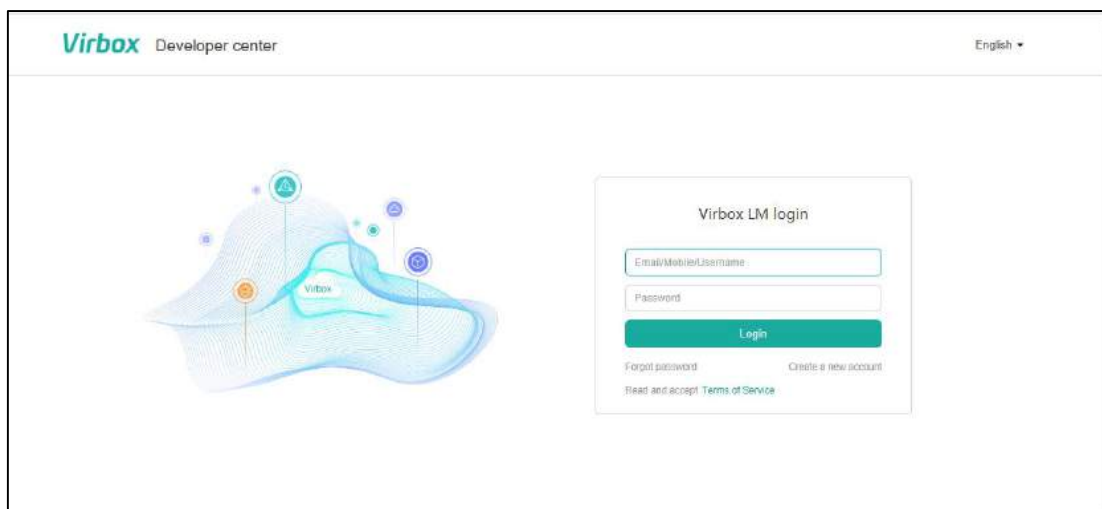 Virbox Developer center
English
Virbox
Virbox LM login
Email/Mobile/Username
Password
Login
Forgot password Create a new account
Read and accept Terms of Service